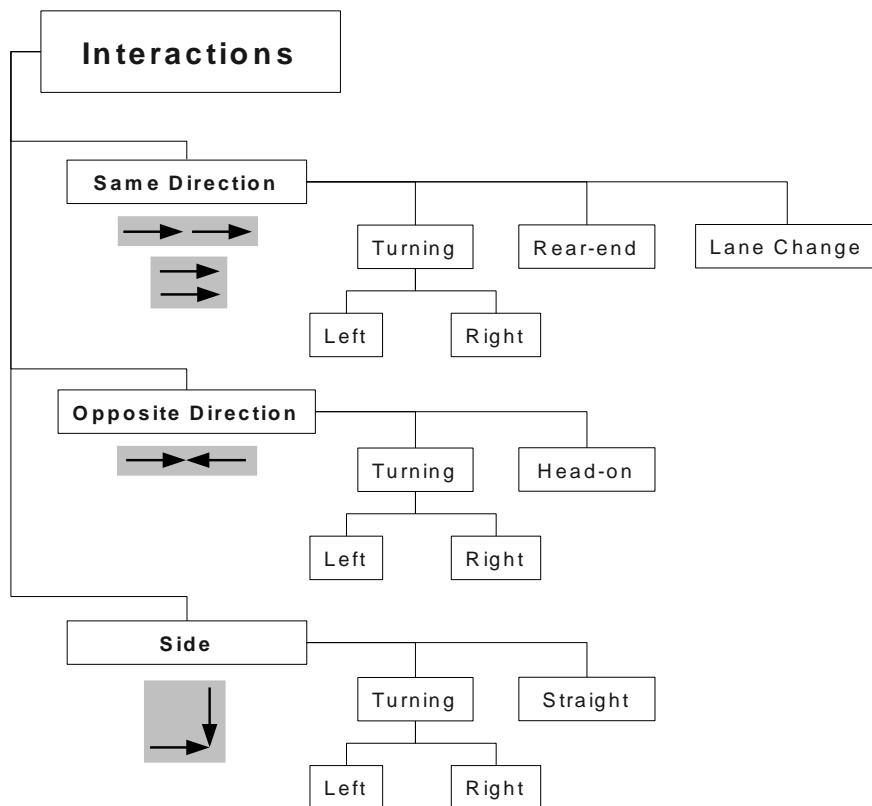 Interactions
Same Direction
Turning
Rear-end
Lane Change
Left
Right
Opposite Direction
Turning
Head-on
Left
Right
Side
Turning
Straight
Left
Right